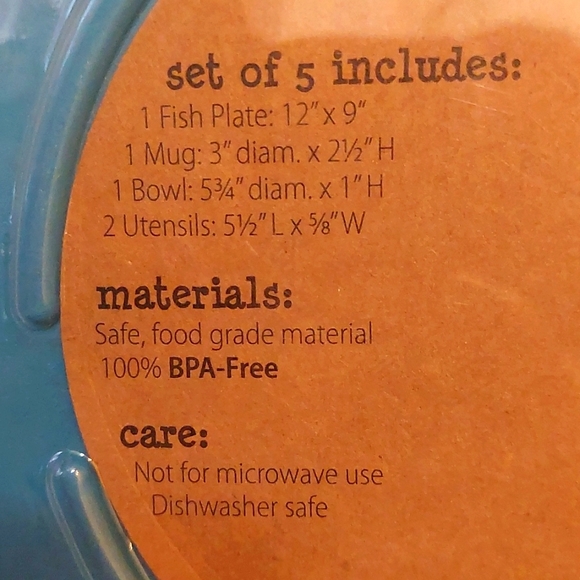 set of 5 includes:
1 Fish Plate: 12" x 9"
1 Mug: 3" diam. x 2½" H
1 Bowl: 5¾" diam. x 1" H
2 Utensils: 5½" L x ⅝" W
materials:
Safe, food grade material
100% BPA-Free
care:
Not for microwave use
Dishwasher safe